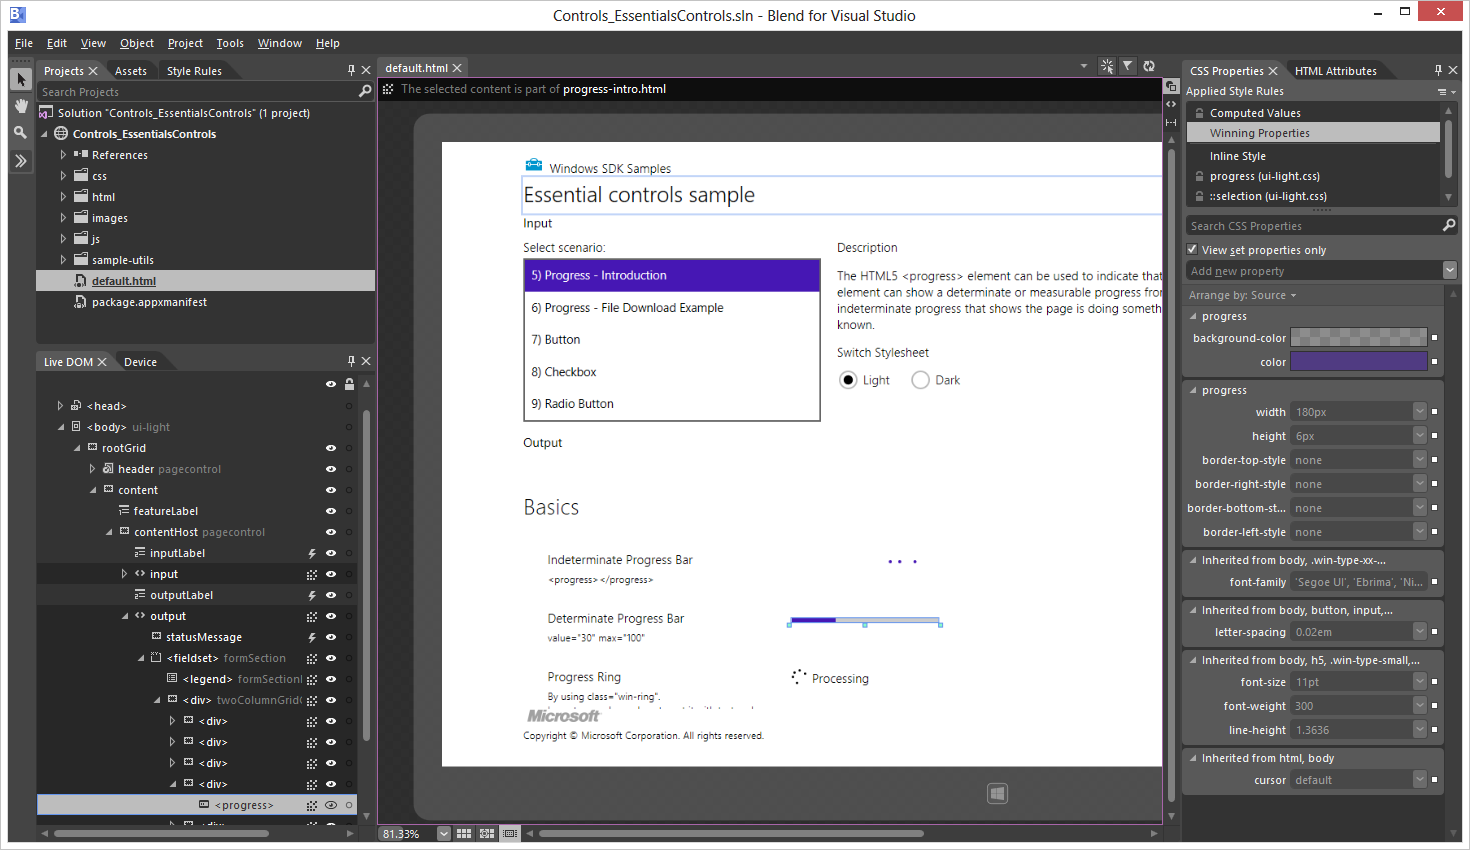 Controls_EssentialsControls.sln - Blend for Visual Studio
File Edit View Object Project Tools Window Help
Projects Assets Style Rules
Search Projects
Solution "Controls_EssentialsControls" (1 project)
Controls_EssentialsControls
References
css
html
images
js
sample-utils
default.html
package.appxmanifest
Live DOM Device
<head>
<body> ui-light
rootGrid
header pagecontrol
content
featureLabel
contentHost pagecontrol
inputLabel
input
outputLabel
output
statusMessage
<fieldset> formSection
<legend> formSection
<div> twoColumnGrid
<div>
<div>
<div>
<div>
<progress>
default.html
The selected content is part of progress-intro.html
Windows SDK Samples
Essential controls sample
Input
Select scenario:
5) Progress - Introduction
6) Progress - File Download Example
7) Button
8) Checkbox
9) Radio Button
Description
The HTML5 <progress> element can be used to indicate that
element can show a determinate or measurable progress from
indeterminate progress that shows the page is doing someth
known.
Switch Stylesheet
Light Dark
Output
Basics
Indeterminate Progress Bar
<progress></progress>
Determinate Progress Bar
value="30" max="100"
Progress Ring
Processing
By using class="win-ring".
Microsoft
Copyright © Microsoft Corporation. All rights reserved.
81.33%
CSS Properties HTML Attributes
Applied Style Rules
Computed Values
Winning Properties
Inline Style
progress (ui-light.css)
::selection (ui-light.css)
Search CSS Properties
View set properties only
Add new property
Arrange by: Source
progress
background-color
color
progress
width 180px
height 6px
border-top-style none
border-right-style none
border-bottom-st... none
border-left-style none
Inherited from body, .win-type-xx-...
font-family 'Segoe UI', 'Ebrima', 'Ni...
Inherited from body, button, input,...
letter-spacing 0.02em
Inherited from body, h5, .win-type-small,...
font-size 11pt
font-weight 300
line-height 1.3636
Inherited from html, body
cursor default